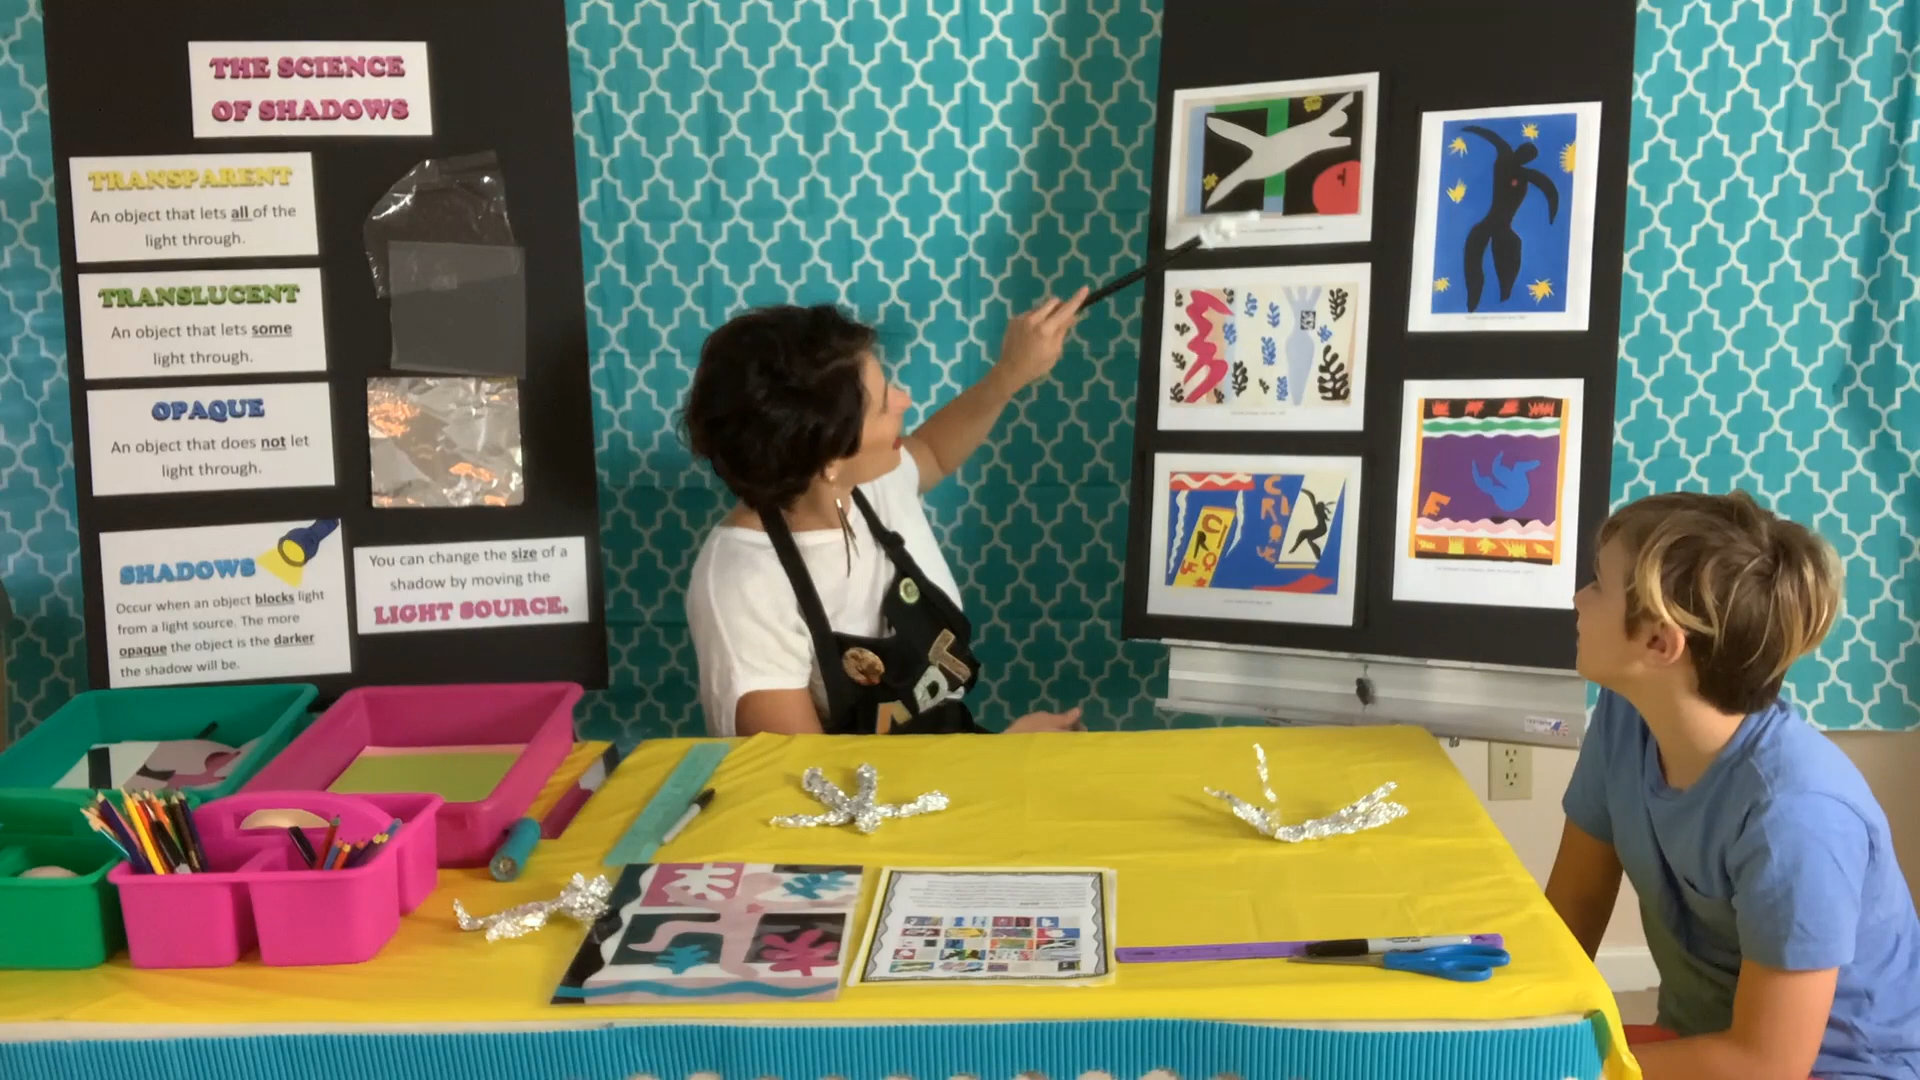 THE SCIENCE
OF SHADOWS
TRANSPARENT
An object that lets all of the
light through.
TRANSLUCENT
An object that lets some
light through.
OPAQUE
An object that does not let
light through.
SHADOWS
Occur when an object blocks light
from a light source. The more
opaque the object is the darker
the shadow will be.
You can change the size of a
shadow by moving the
LIGHT SOURCE.
ART
CIRQUE
CIRQUE